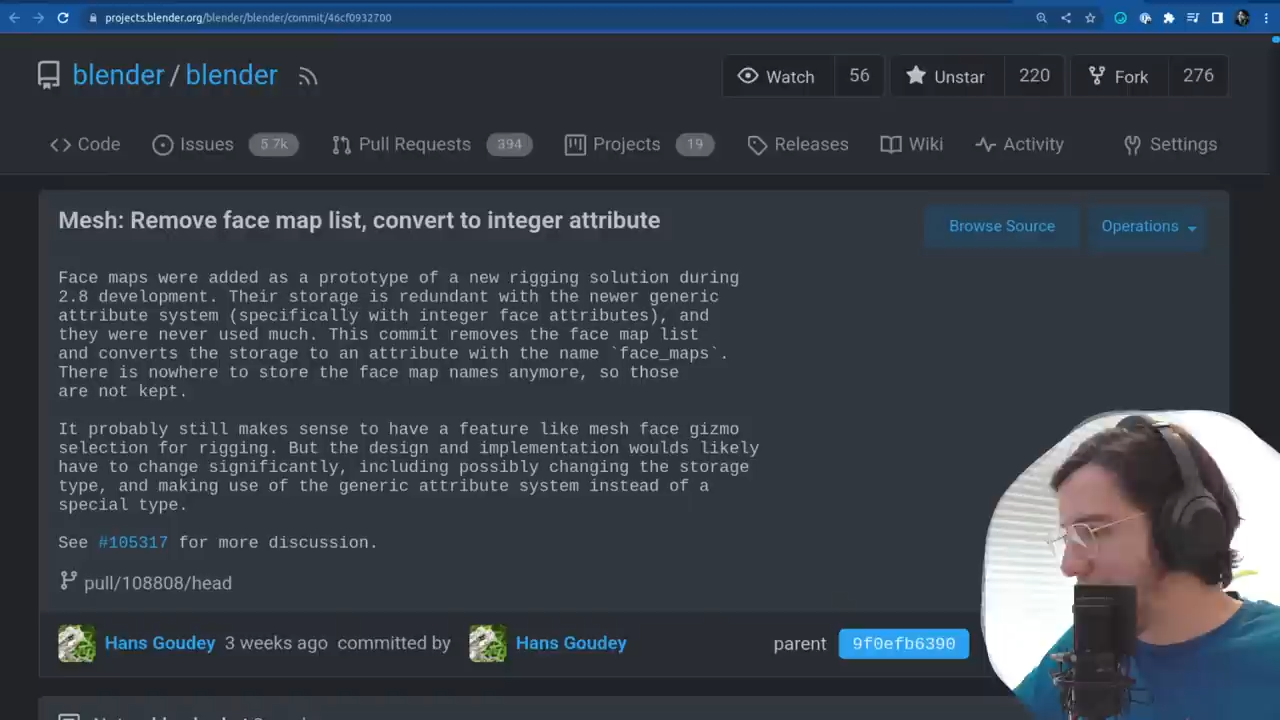 projects.blender.org/blender/blender/commit/46cf0932700
blender / blender
Watch 56 Unstar 220 Fork 276
Code Issues 5.7k Pull Requests 394 Projects 19 Releases Wiki Activity Settings
Mesh: Remove face map list, convert to integer attribute
Browse Source Operations
Face maps were added as a prototype of a new rigging solution during
2.8 development. Their storage is redundant with the newer generic
attribute system (specifically with integer face attributes), and
they were never used much. This commit removes the face map list
and converts the storage to an attribute with the name `face_maps`.
There is nowhere to store the face map names anymore, so those
are not kept.
It probably still makes sense to have a feature like mesh face gizmo
selection for rigging. But the design and implementation woulds likely
have to change significantly, including possibly changing the storage
type, and making use of the generic attribute system instead of a
special type.
See #105317 for more discussion.
pull/108808/head
Hans Goudey 3 weeks ago committed by Hans Goudey parent 9f0efb6390